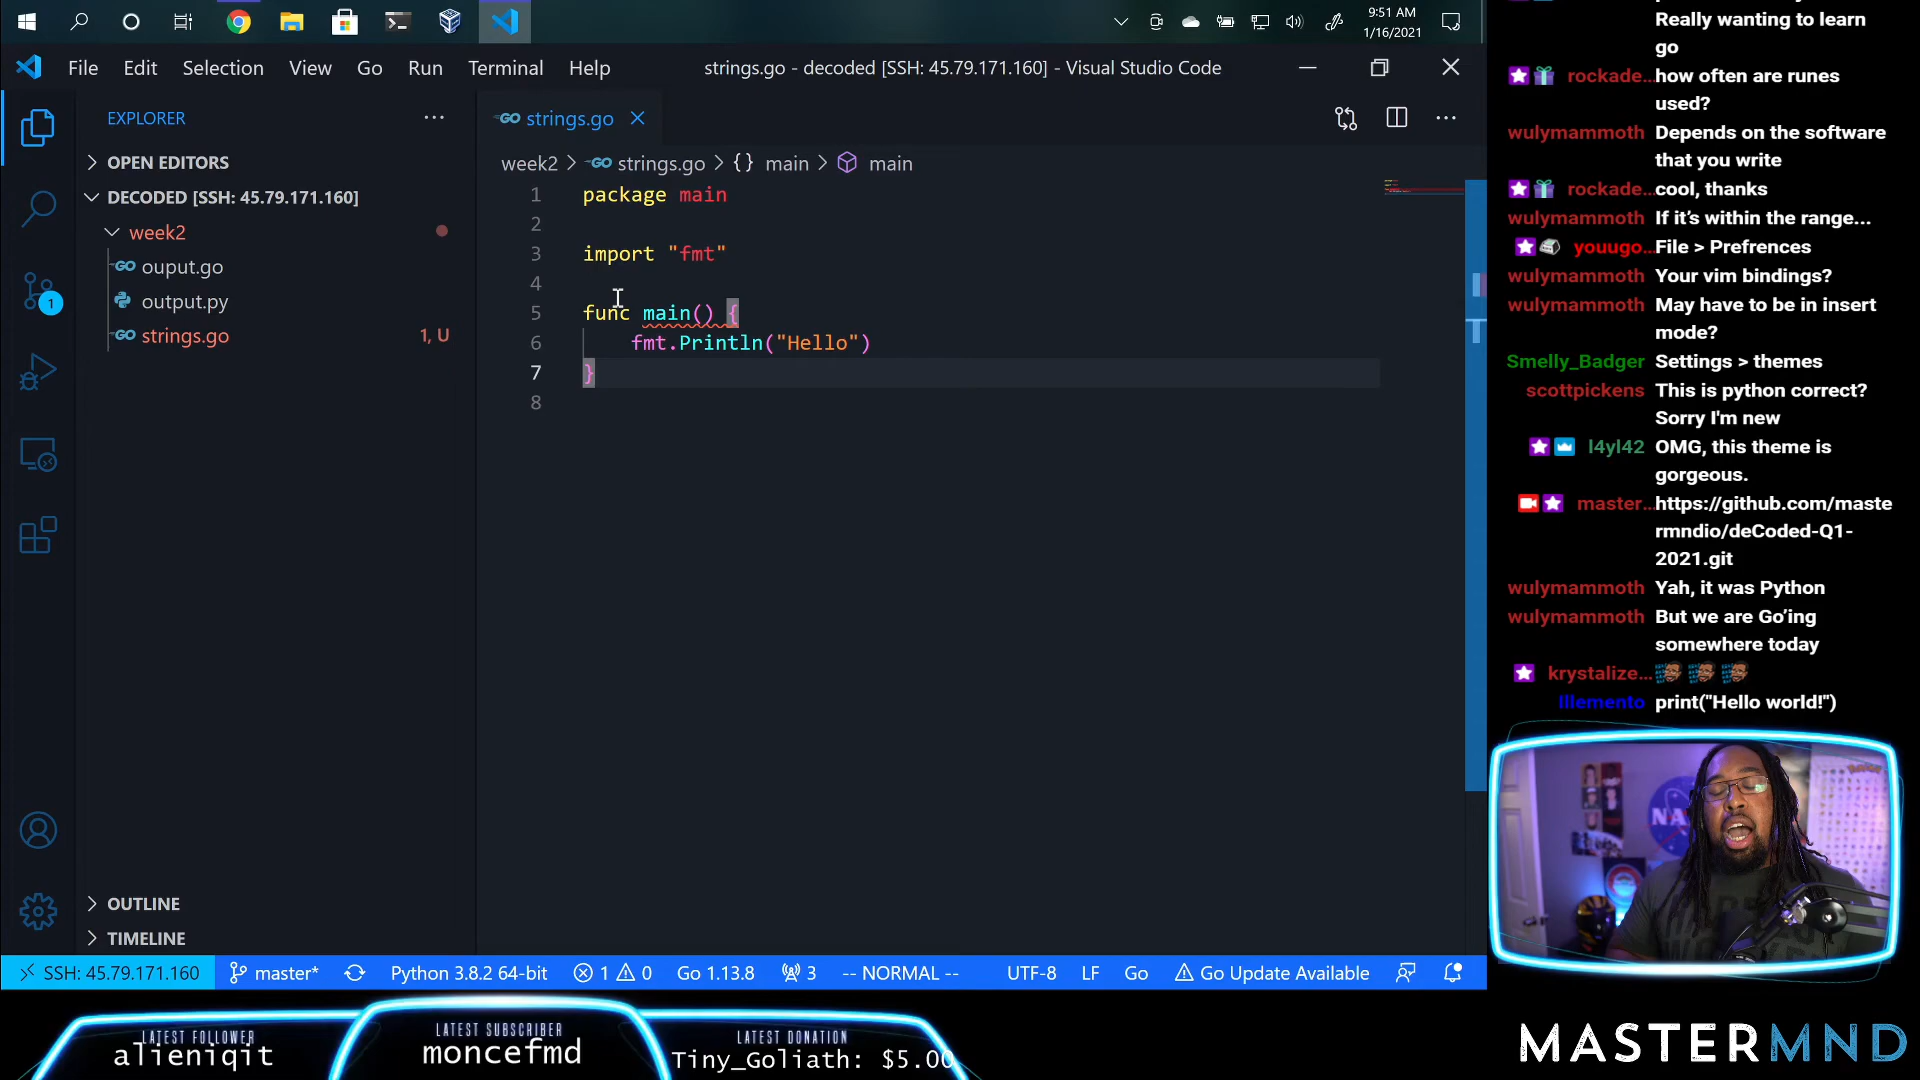 9:51 AM
1/16/2021
File Edit Selection View Go Run Terminal Help
strings.go - decoded [SSH: 45.79.171.160] - Visual Studio Code
EXPLORER
OPEN EDITORS
DECODED [SSH: 45.79.171.160]
week2
GO ouput.go
output.py
GO strings.go 1, U
OUTLINE
TIMELINE
1
GO strings.go
week2 > GO strings.go > {} main > main
1 package main
2
3 import "fmt"
4
5 func main() {
6 fmt.Println("Hello")
7 }
8
SSH: 45.79.171.160 master* Python 3.8.2 64-bit 1 0 Go 1.13.8 3 -- NORMAL -- UTF-8 LF Go Go Update Available
Really wanting to learn
go
rockade... how often are runes
used?
wulymammoth Depends on the software
that you write
rockade... cool, thanks
wulymammoth If it’s within the range...
youugo... File > Prefrences
wulymammoth Your vim bindings?
wulymammoth May have to be in insert
mode?
Smelly_Badger Settings > themes
scottpickens This is python correct?
Sorry I'm new
l4yl42 OMG, this theme is
gorgeous.
master... https://github.com/maste
rmndio/deCoded-Q1-
2021.git
wulymammoth Yah, it was Python
wulymammoth But we are Go’ing
somewhere today
krystalize...
Illemento print("Hello world!")
NA
LATEST FOLLOWER
alieniqit
LATEST SUBSCRIBER
moncefmd
LATEST DONATION
Tiny_Goliath: $5.00
MASTERMND